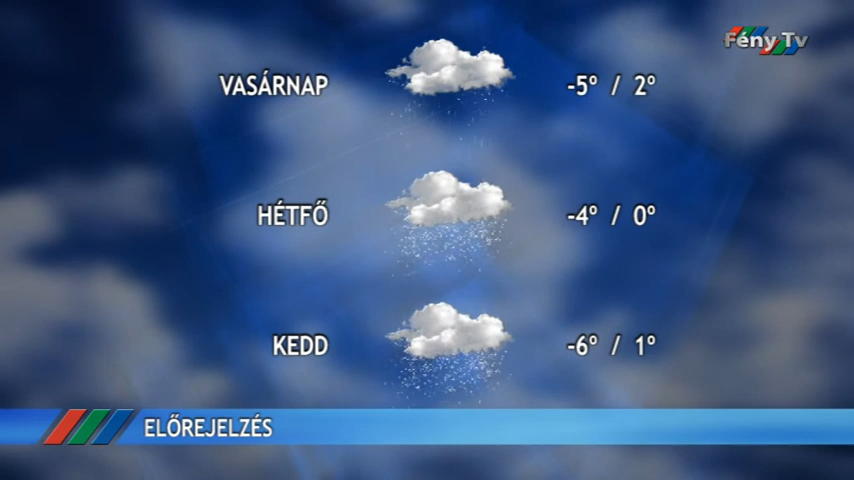 Fény Tv
VASÁRNAP -5° / 2°
HÉTFŐ -4° / 0°
KEDD -6° / 1°
ELŐREJELZÉS